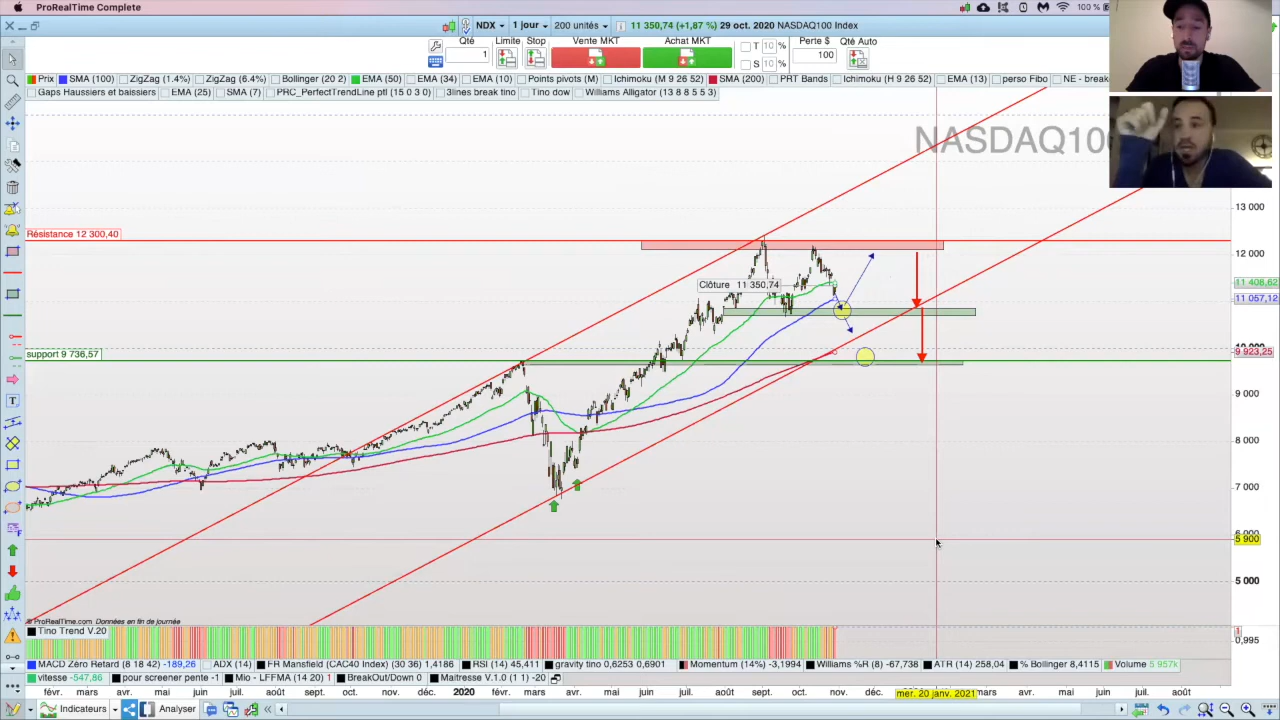 ProRealTime Complete
100 %
NDX
1 jour
200 unités
11 350,74 (+1,87 %)
29 oct. 2020
NASDAQ100 Index
Qté
Limite
Stop
Vente MKT
Achat MKT
Perte $
Qté Auto
1
T
10
%
100
S
10
%
Prix
SMA (100)
ZigZag (1.4%)
ZigZag (6.4%)
Bollinger (20 2)
EMA (50)
EMA (34)
EMA (10)
Points pivots (M)
Ichimoku (M 9 26 52)
SMA (200)
PRT Bands
Ichimoku (H 9 26 52)
EMA (13)
perso Fibo
NE - break
Gaps Haussiers et baissiers
EMA (25)
SMA (7)
PRC_PerfectTrendLine ptl (15 0 3 0)
3lines break tino
Tino dow
Williams Alligator (13 8 8 5 5 3)
NASDAQ100
13 000
Résistance 12 300,40
12 000
Clôture 11 350,74
11 408,62
11 057,12
support 9 736,57
9 923,25
9 000
8 000
7 000
5 900
5 000
© ProRealTime.com Données en fin de journée
Tino Trend V.20
0,995
MACD Zero Retard (8 18 42) -189,26
ADX (14)
FR Mansfield (CAC40 Index) (30 36) 1,4189
RSI (14) 45,411
gravity tino 0,6253 0,6901
Momentum (14%) -3,1994
Williams %R (8) -67,738
ATR (14) 258,04
% Bollinger 8,4115
Volume 5 957k
vitesse -547,86
pour screener pente -1
Mio - LFFMA (14 20) 1
BreakOut/Down 0
Maitresse V.1.0 (1 1) -20
févr.
mars
avr.
juin
août
sept.
oct.
nov.
déc.
2020
mars
avr.
juin
juil.
sept.
oct.
nov.
déc.
mer. 20 janv. 2021
mars
avr.
juin
juil.
août
Indicateurs
Analyser